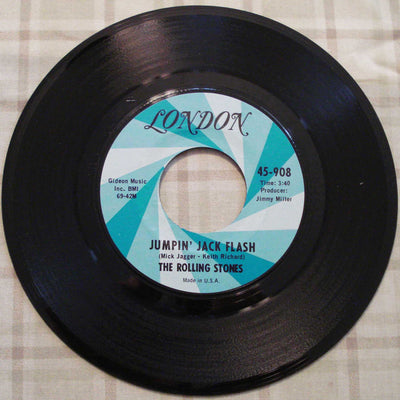 LONDON
Gideon Music
Inc. BMI
69-42M
45-908
Time: 3:40
Producer:
Jimmy Miller
JUMPIN' JACK FLASH
(Mick Jagger - Keith Richard)
THE ROLLING STONES
Made in U.S.A.